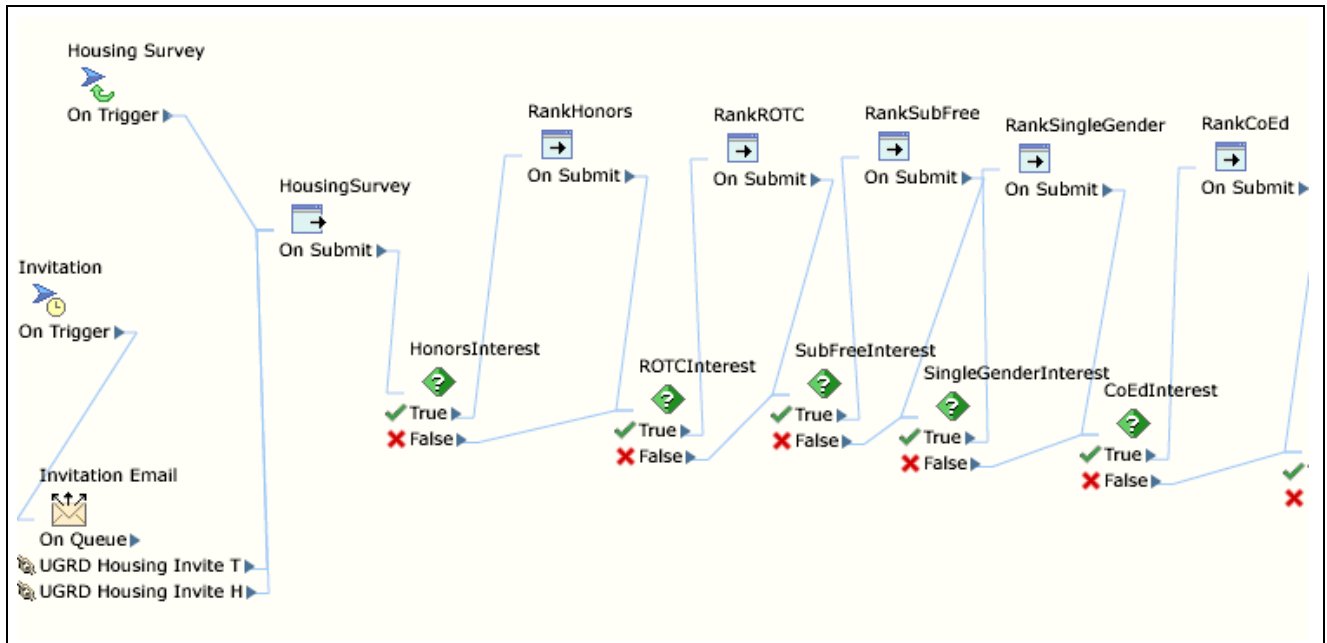 Housing Survey
On Trigger
Invitation
On Trigger
Invitation Email
On Queue
UGRD Housing Invite T
UGRD Housing Invite H
HousingSurvey
On Submit
HonorsInterest
True
False
RankHonors
On Submit
ROTCInterest
True
False
RankROTC
On Submit
SubFreeInterest
True
False
RankSubFree
On Submit
SingleGenderInterest
True
False
RankSingleGender
On Submit
CoEdInterest
True
False
RankCoEd
On Submit